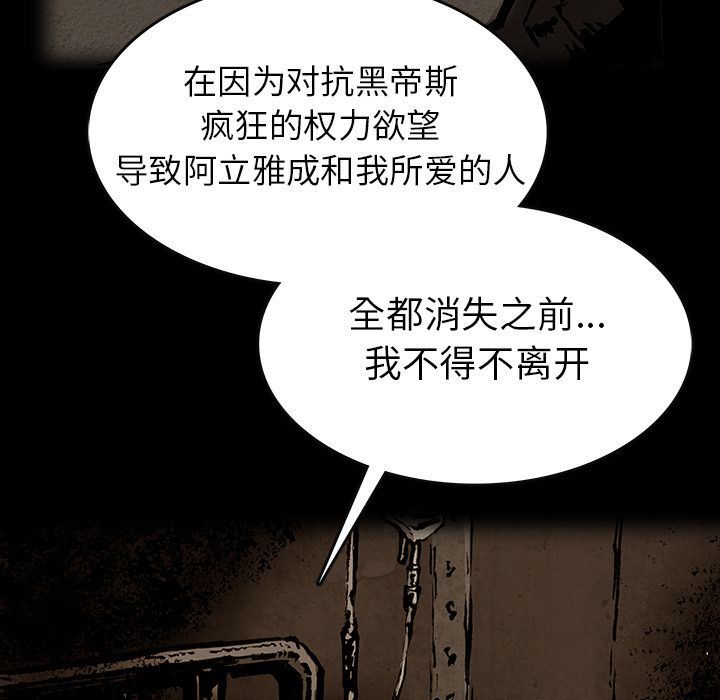 在因为对抗黑帝斯
疯狂的权力欲望
导致阿立雅成和我所爱的人
全都消失之前...
我不得不离开